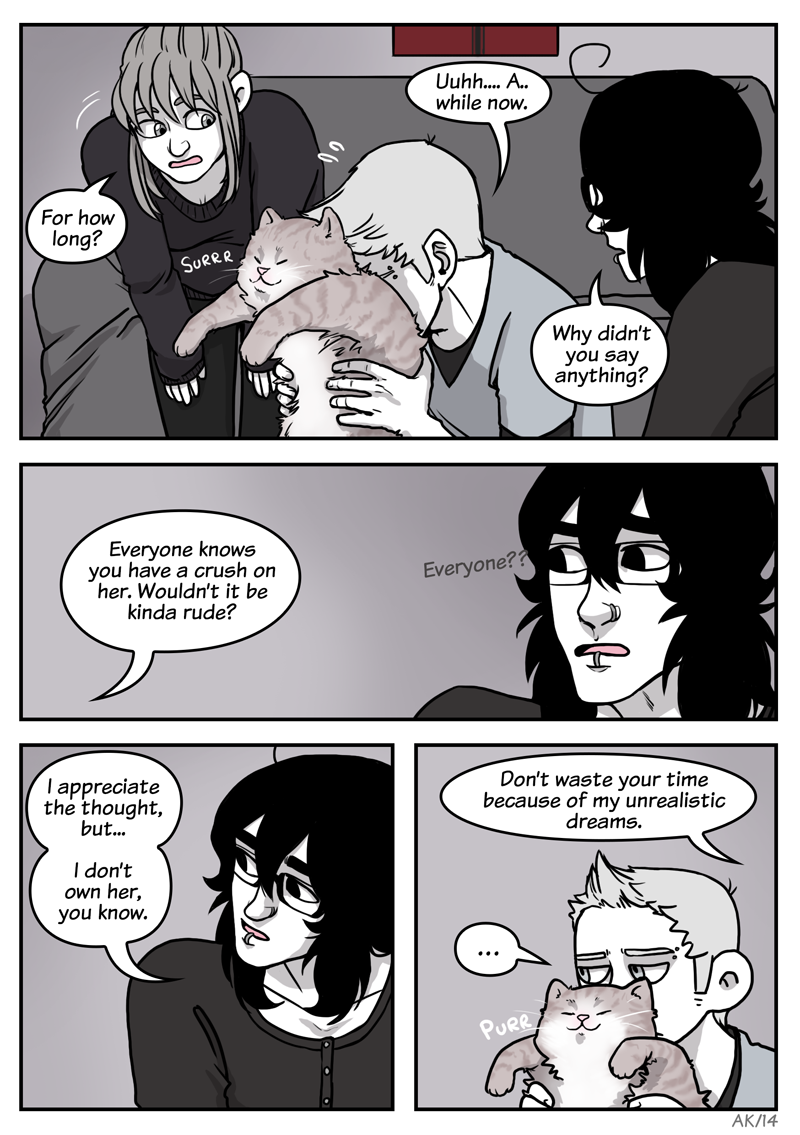 Uuhh.... A..
while now.
For how
long?
SURRR
Why didn't
you say
anything?
Everyone knows
you have a crush on
her. Wouldn't it be
kinda rude?
Everyone??
I appreciate
the thought,
but...
I don't
own her,
you know.
Don't waste your time
because of my unrealistic
dreams.
...
PURR
AK/14